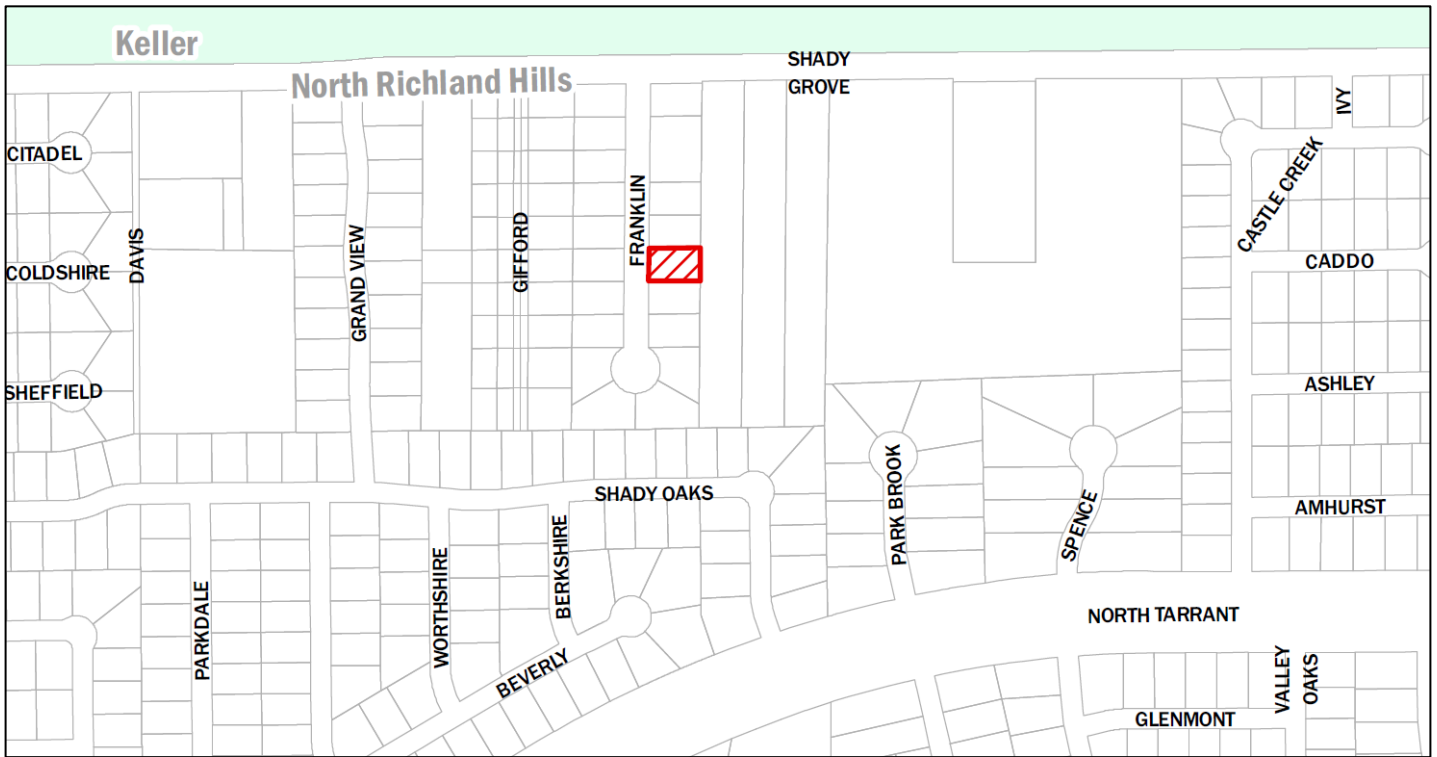 Keller
North Richland Hills
SHADY
GROVE
IVY
CITADEL
CASTLE CREEK
FRANKLIN
GIFFORD
DAVIS
GRAND VIEW
COLDSHIRE
CADDO
SHEFFIELD
ASHLEY
SHADY OAKS
PARK BROOK
AMHURST
SPENCE
BERKSHIRE
WORTHSHIRE
PARKDALE
NORTH TARRANT
BEVERLY
VALLEY
OAKS
GLENMONT